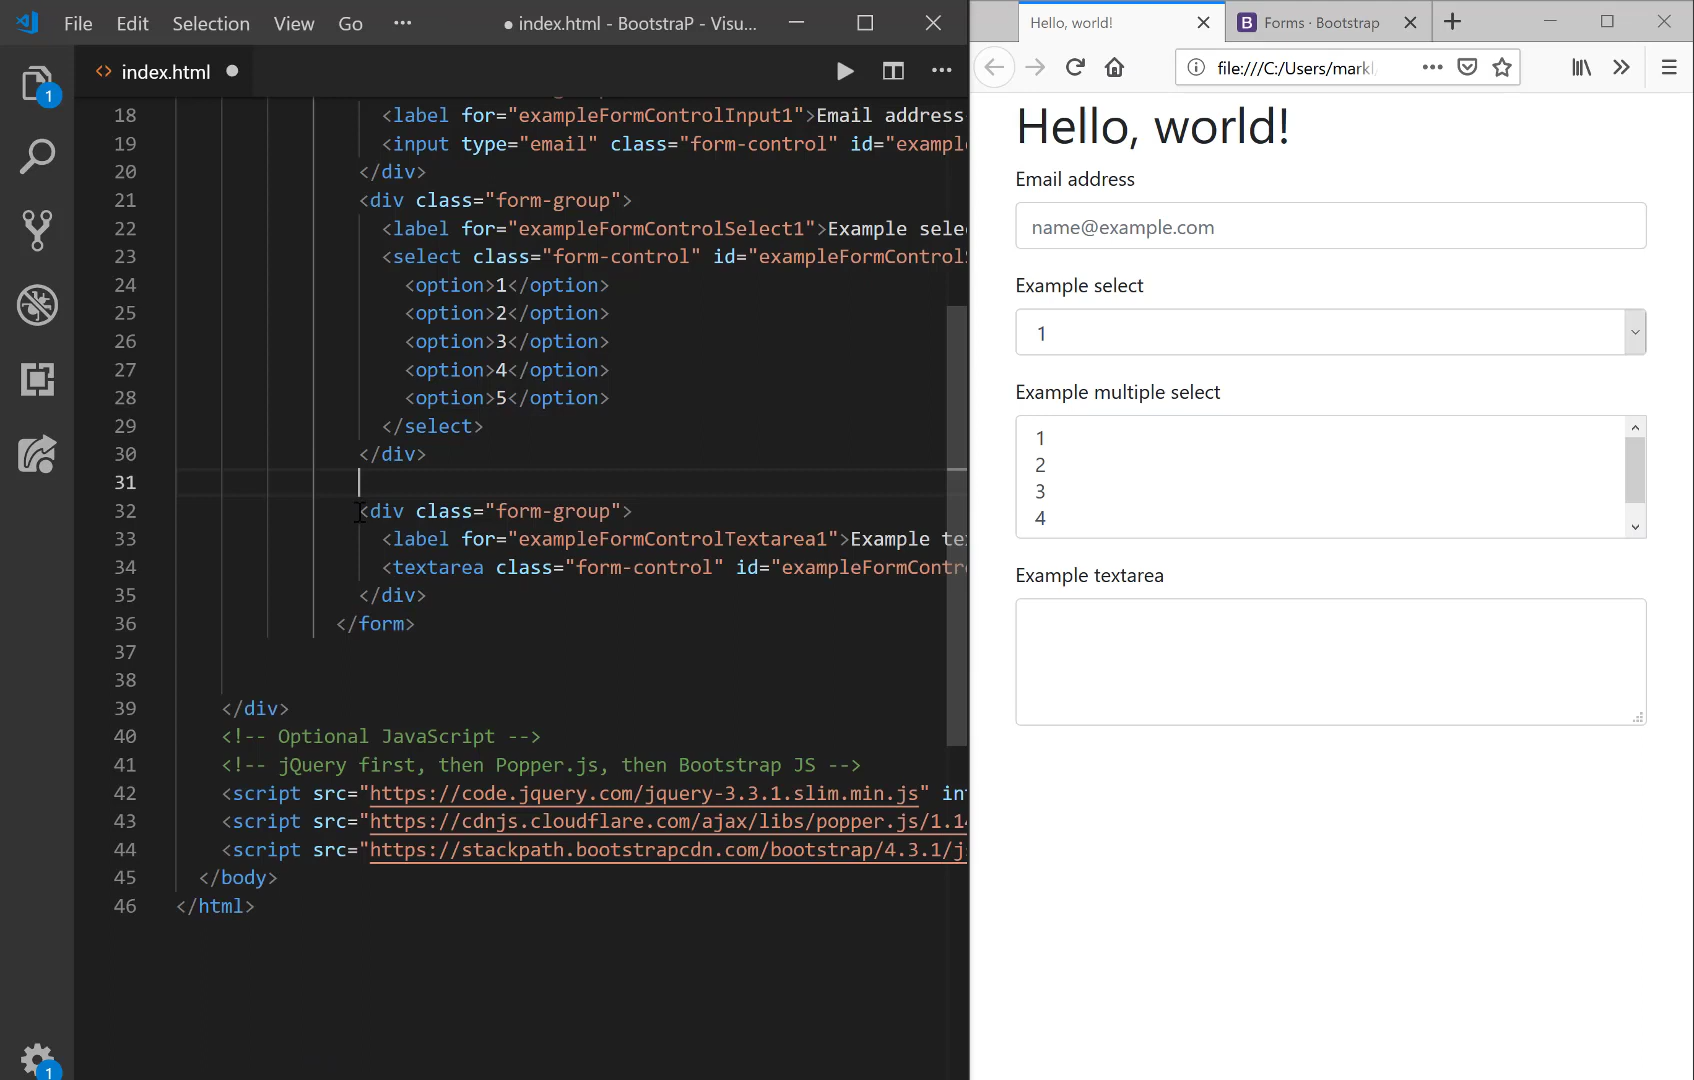 File Edit Selection View Go ··· ● index.html - BootstraP - Visu...
<> index.html ●
18 <label for="exampleFormControlInput1">Email address
19 <input type="email" class="form-control" id="exampl
20 </div>
21 <div class="form-group">
22 <label for="exampleFormControlSelect1">Example sele
23 <select class="form-control" id="exampleFormControlS
24 <option>1</option>
25 <option>2</option>
26 <option>3</option>
27 <option>4</option>
28 <option>5</option>
29 </select>
30 </div>
31
32 <div class="form-group">
33 <label for="exampleFormControlTextarea1">Example te
34 <textarea class="form-control" id="exampleFormContr
35 </div>
36 </form>
37
38
39 </div>
40 <!-- Optional JavaScript -->
41 <!-- jQuery first, then Popper.js, then Bootstrap JS -->
42 <script src="https://code.jquery.com/jquery-3.3.1.slim.min.js" int
43 <script src="https://cdnjs.cloudflare.com/ajax/libs/popper.js/1.14
44 <script src="https://stackpath.bootstrapcdn.com/bootstrap/4.3.1/j
45 </body>
46 </html>
1
1
Hello, world!
B Forms · Bootstrap
file:///C:/Users/markl
Hello, world!
Email address
name@example.com
Example select
1
Example multiple select
1
2
3
4
Example textarea